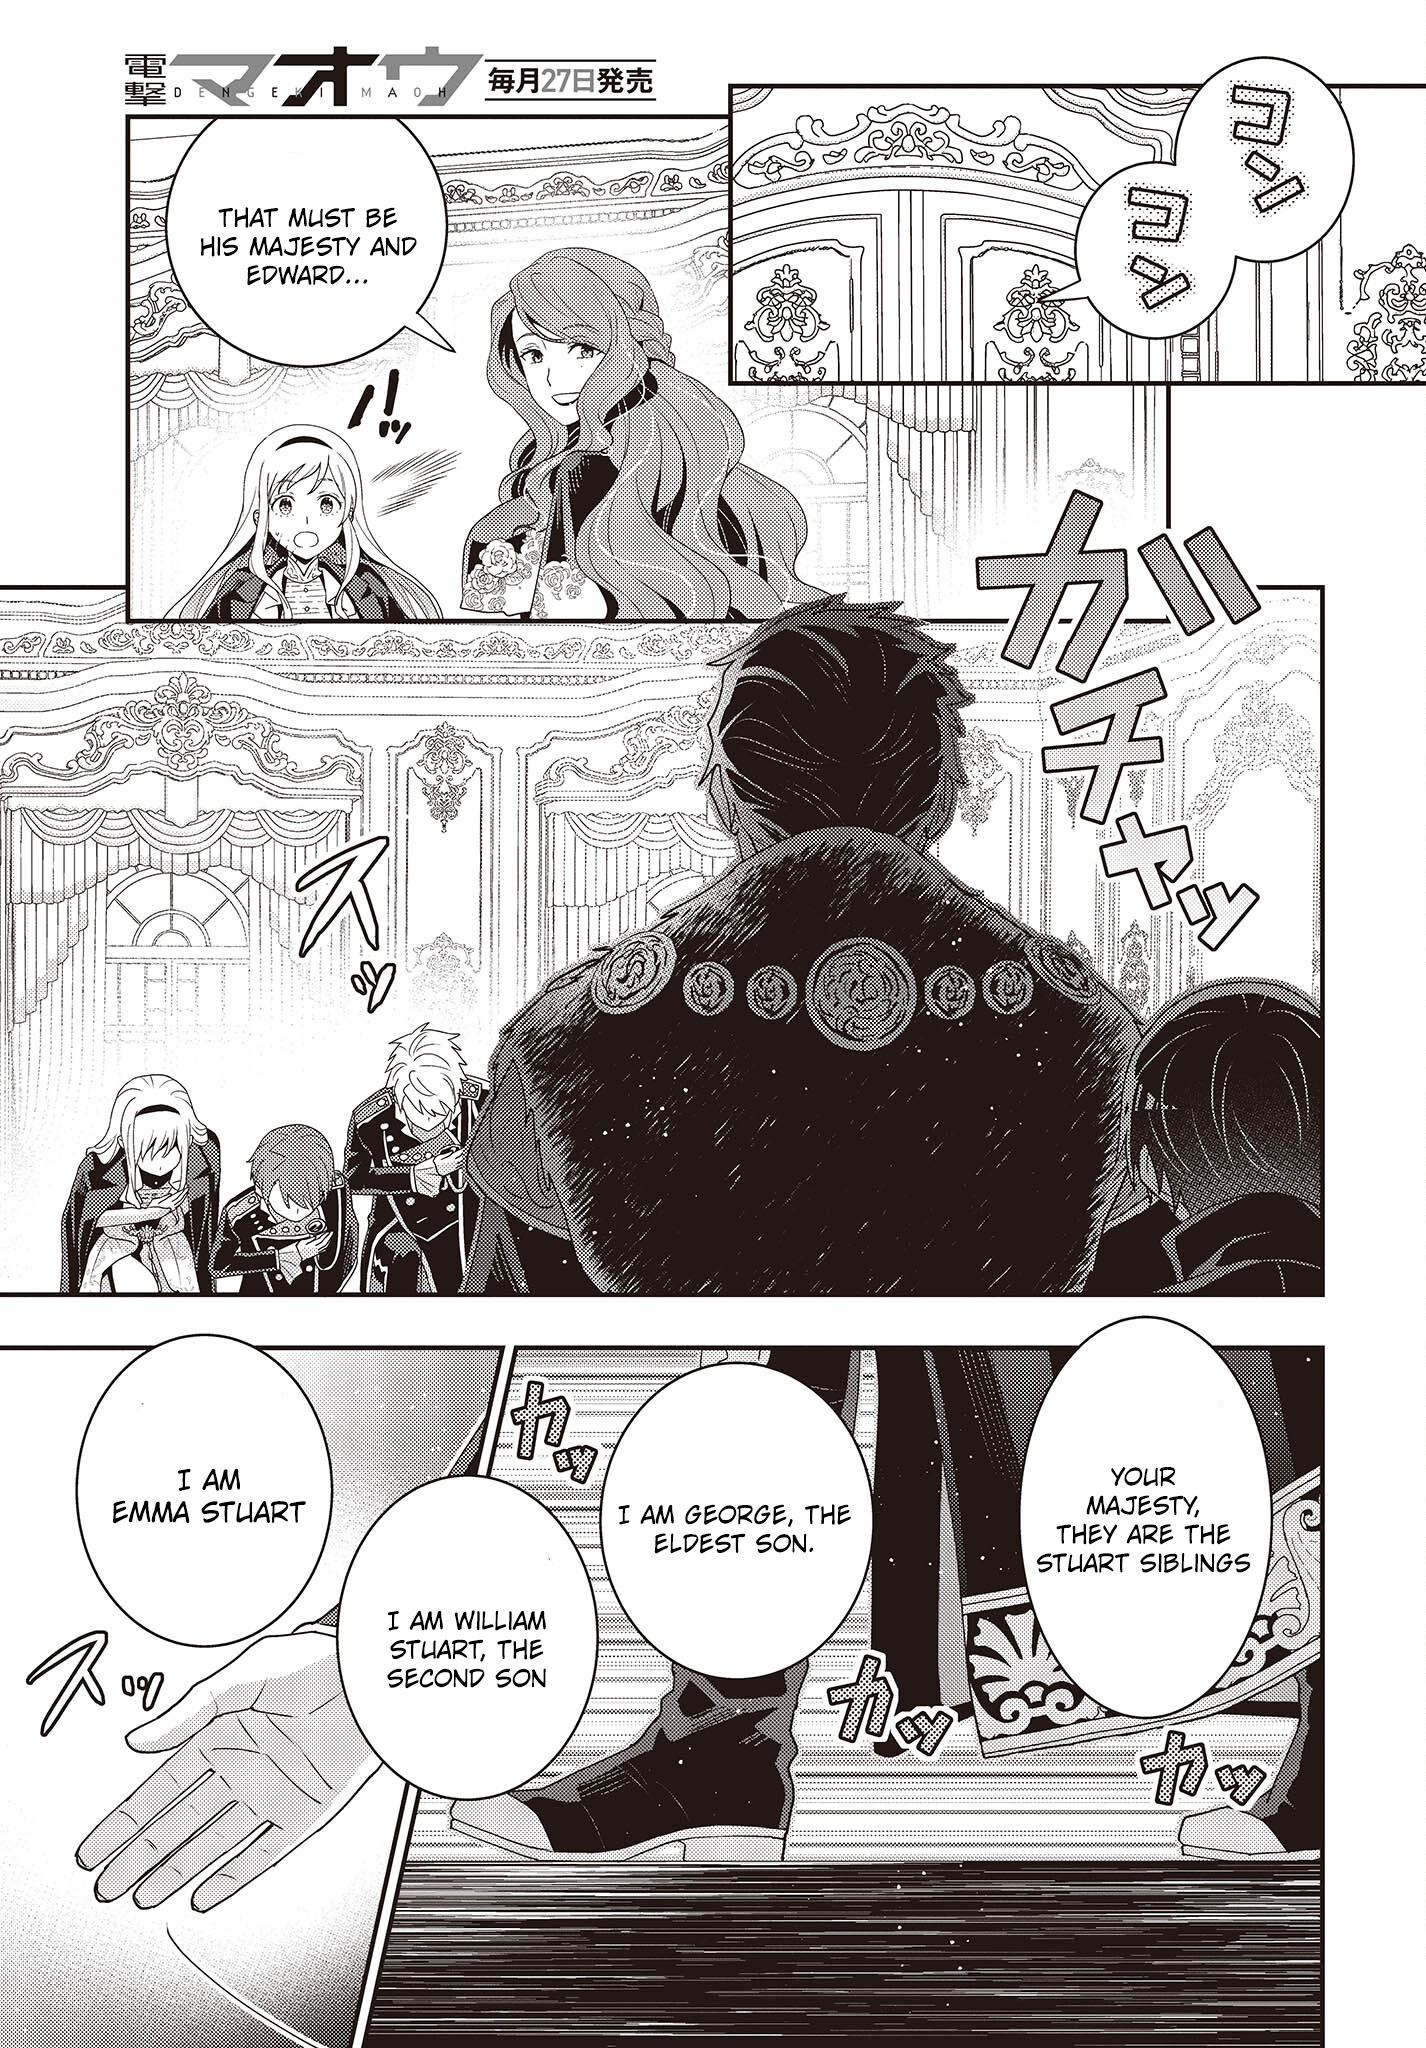 電撃マオウ
DENGEKI MAOH
毎月27日発売
コン
コン
THAT MUST BE
HIS MAJESTY AND
EDWARD...
バッ
ガチャッ
スッ
YOUR
MAJESTY,
THEY ARE THE
STUART SIBLINGS
カッ
カッ
カッ
I AM GEORGE, THE
ELDEST SON.
I AM WILLIAM
STUART, THE
SECOND SON
I AM
EMMA STUART
スッ